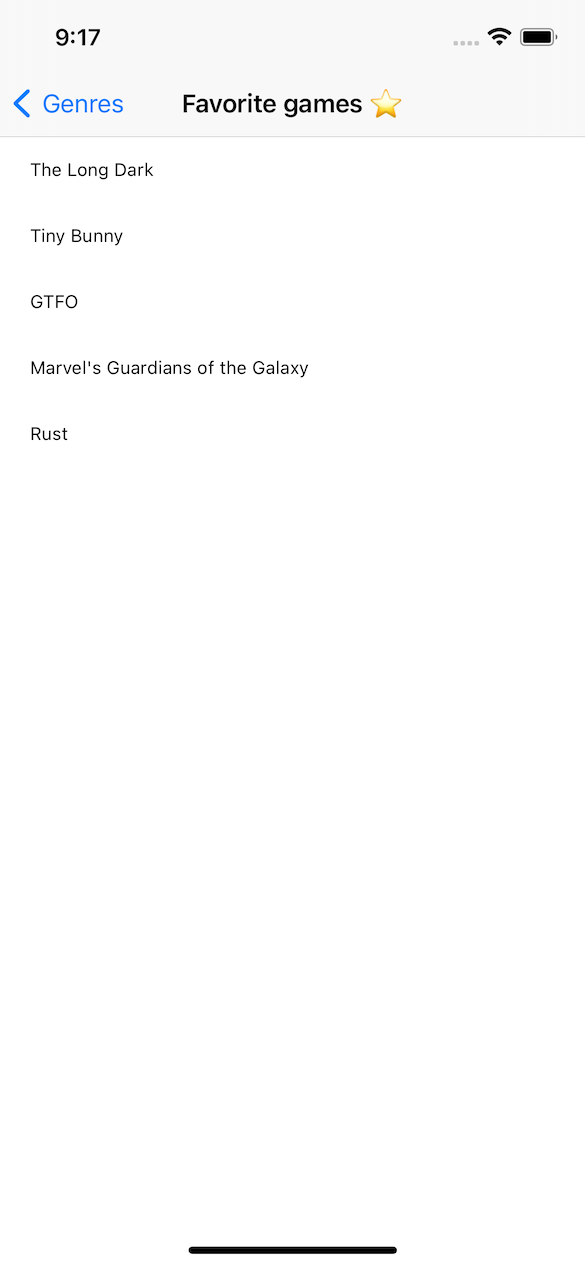 9:17
Genres
Favorite games ⭐
The Long Dark
Tiny Bunny
GTFO
Marvel's Guardians of the Galaxy
Rust